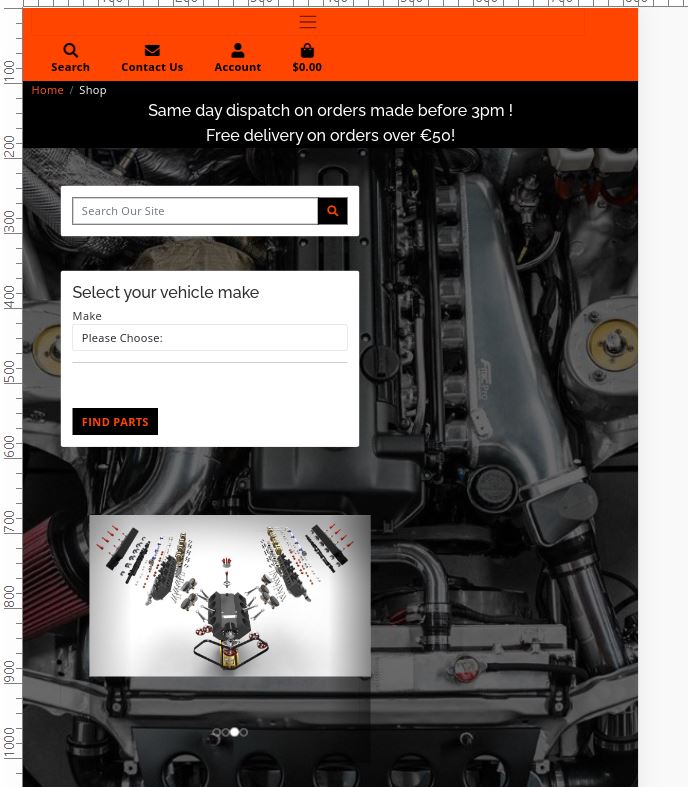 Search
Contact Us
Account
$0.00
Home / Shop
Same day dispatch on orders made before 3pm !
Free delivery on orders over €50!
Search Our Site
Select your vehicle make
Make
Please Choose:
FIND PARTS
100
200
300
400
500
600
700
800
900
1000